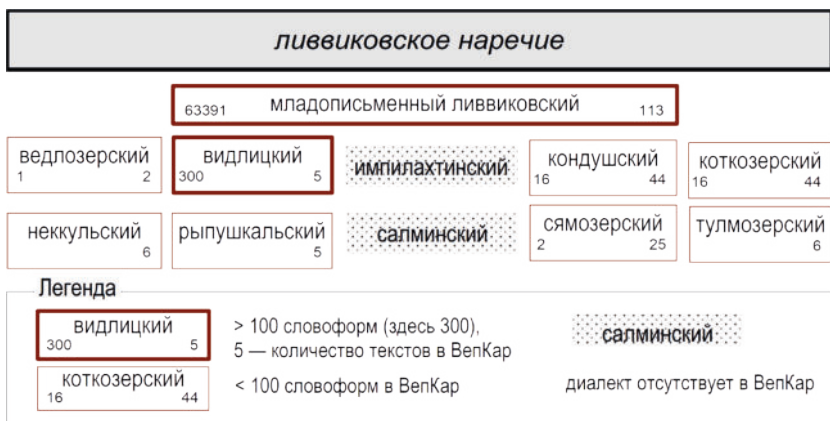 ливвиковское наречие
63391 младописьменный ливвиковский 113
ведлозерский видлицкий импилахтинский кондушский коткозерский
1 2 300 5 16 44 16 44
неккульский рыпушкальский салминский сямозерский тулмозерский
6 5 2 25 6
Легенда
видлицкий > 100 словоформ (здесь 300), салминский
300 5 5 — количество текстов в ВепКар
коткозерский < 100 словоформ в ВепКар диалект отсутствует в ВепКар
16 44